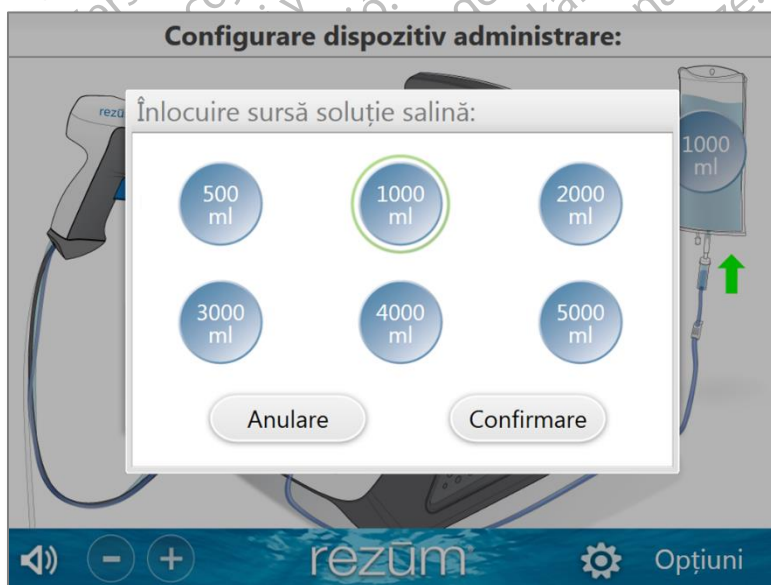 Configurare dispozitiv administrare:
Înlocuire sursă soluție salină:
500
ml
1000
ml
2000
ml
3000
ml
4000
ml
5000
ml
Anulare
Confirmare
1000
ml
rezūm
Opțiuni